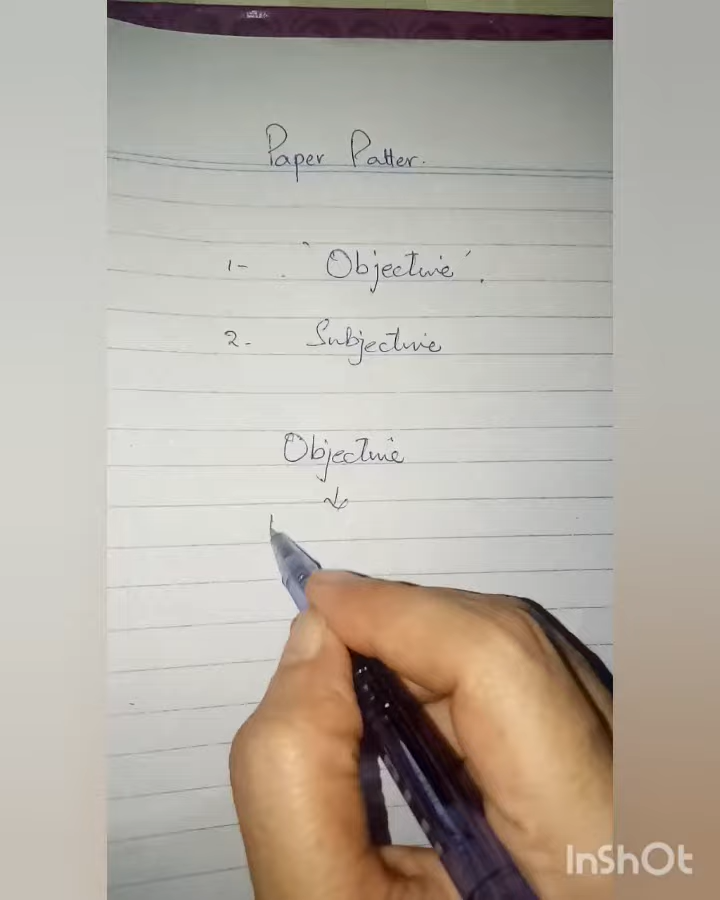 Paper Patter.
1- . "Objective".
2- Subjective
Objective
↓
InShOt